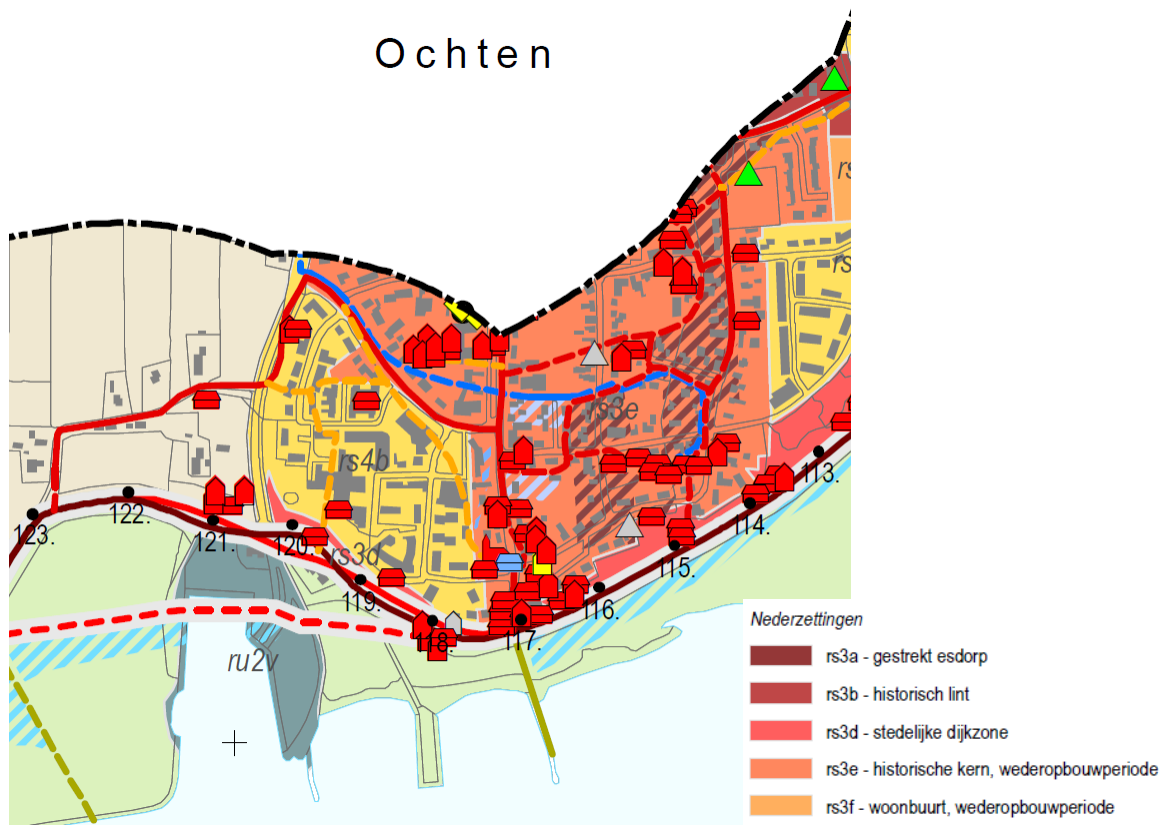 Ochten
rs
rs
rs3e
rs4b
113.
122.
114.
123.
121.
120.
rs3d
115.
119.
116.
118.
117.
ru2v
Nederzettingen
rs3a - gestrekt esdorp
rs3b - historisch lint
rs3d - stedelijke dijkzone
rs3e - historische kern, wederopbouwperiode
rs3f - woonbuurt, wederopbouwperiode